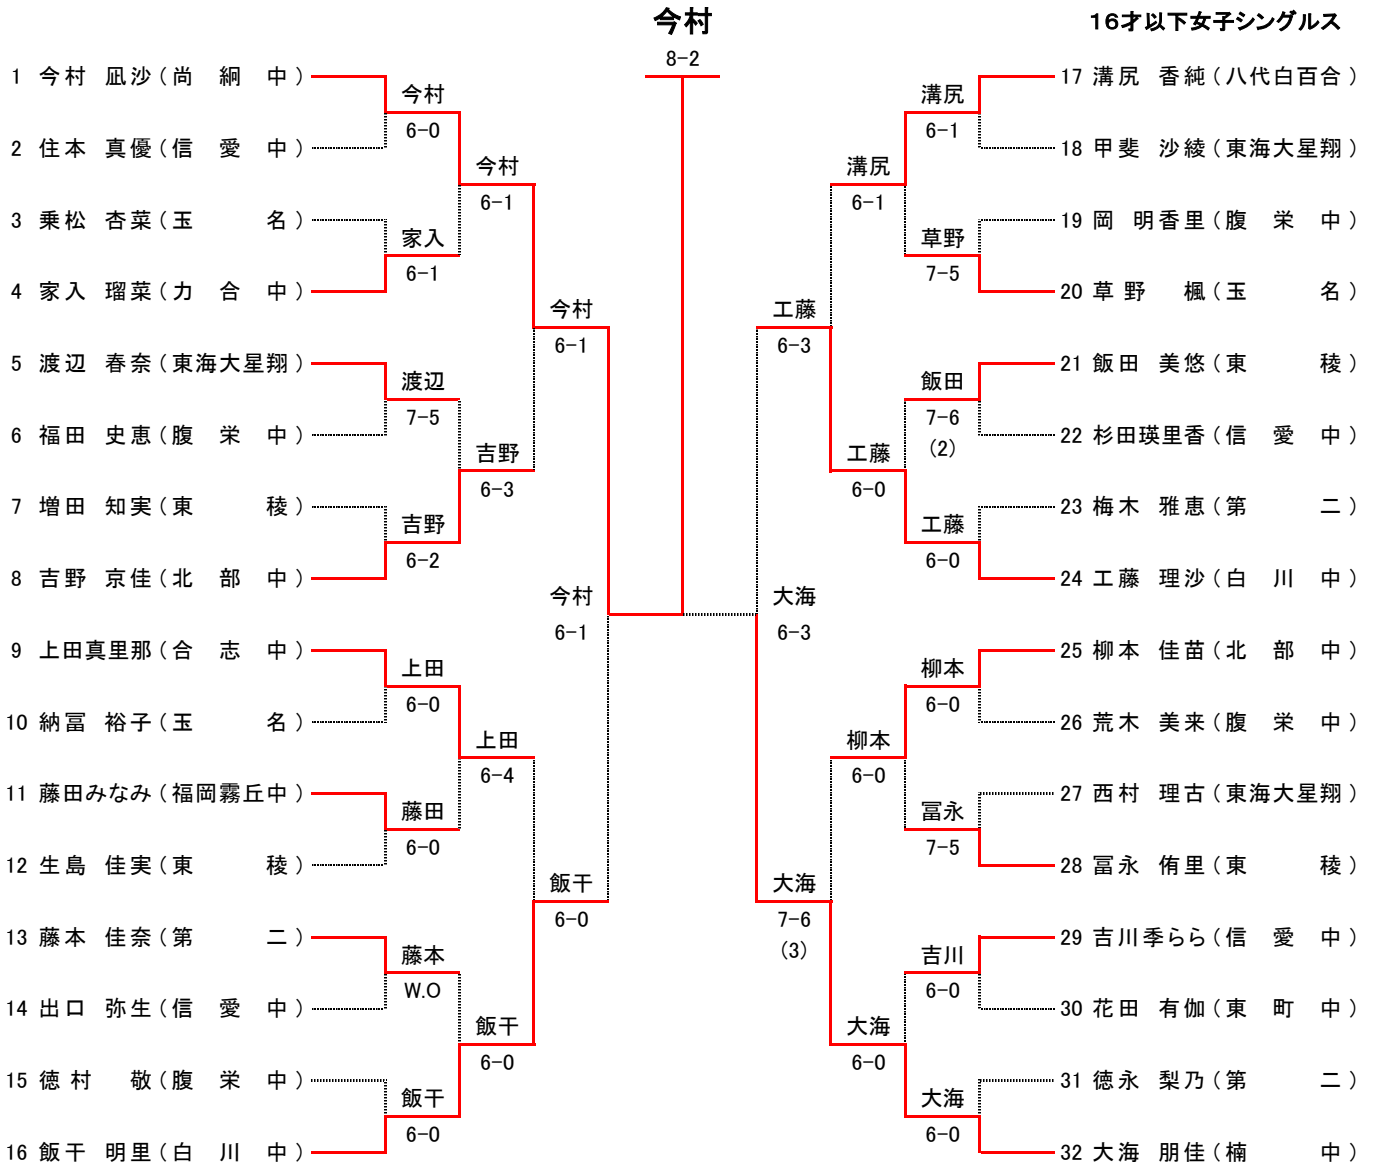 今村
16才以下女子シングルス
8-2
1 今村 凪沙(尚絅中)
2 住本 真優(信愛中)
3 乗松 杏菜(玉名)
4 家入 瑠菜(力合中)
5 渡辺 春奈(東海大星翔)
6 福田 史恵(腹栄中)
7 増田 知実(東稜)
8 吉野 京佳(北部中)
9 上田真里那(合志中)
10 納冨 裕子(玉名)
11 藤田みなみ(福岡霧丘中)
12 生島 佳実(東稜)
13 藤本 佳奈(第二)
14 出口 弥生(信愛中)
15 徳村 敬(腹栄中)
16 飯干 明里(白川中)
今村
6-0
家入
6-1
渡辺
7-5
吉野
6-2
上田
6-0
藤田
6-0
藤本
W.O
飯干
6-0
今村
6-1
吉野
6-3
上田
6-4
飯干
6-0
今村
6-1
飯干
6-0
今村
6-1
大海
6-3
工藤
6-3
大海
7-6
(3)
溝尻
6-1
工藤
6-0
柳本
6-0
大海
6-0
溝尻
6-1
草野
7-5
飯田
7-6
(2)
工藤
6-0
柳本
6-0
冨永
7-5
吉川
6-0
大海
6-0
17 溝尻 香純(八代白百合)
18 甲斐 沙綾(東海大星翔)
19 岡 明香里(腹栄中)
20 草野 楓(玉名)
21 飯田 美悠(東稜)
22 杉田瑛里香(信愛中)
23 梅木 雅恵(第二)
24 工藤 理沙(白川中)
25 柳本 佳苗(北部中)
26 荒木 美来(腹栄中)
27 西村 理古(東海大星翔)
28 冨永 侑里(東稜)
29 吉川季らら(信愛中)
30 花田 有伽(東町中)
31 徳永 梨乃(第二)
32 大海 朋佳(楠中)